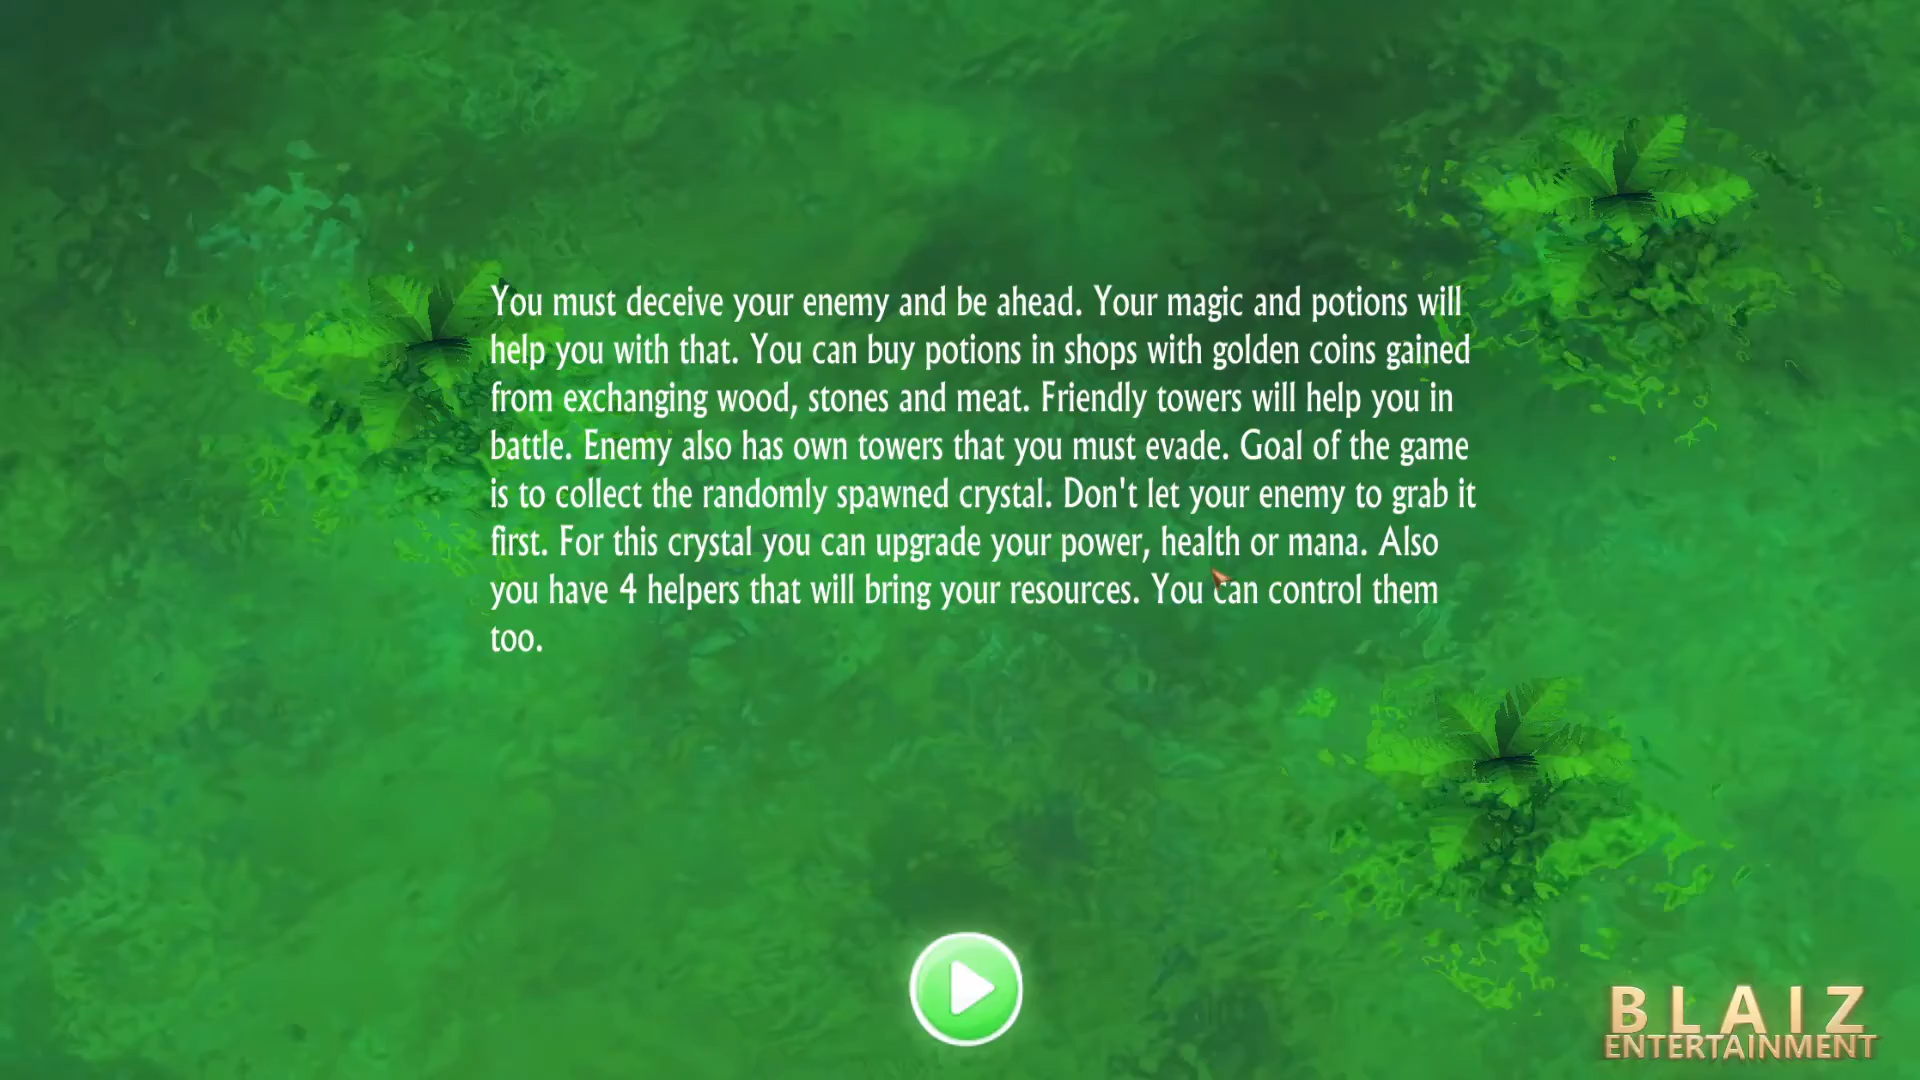 You must deceive your enemy and be ahead. Your magic and potions will
help you with that. You can buy potions in shops with golden coins gained
from exchanging wood, stones and meat. Friendly towers will help you in
battle. Enemy also has own towers that you must evade. Goal of the game
is to collect the randomly spawned crystal. Don't let your enemy to grab it
first. For this crystal you can upgrade your power, health or mana. Also
you have 4 helpers that will bring your resources. You can control them
too.
BLAIZ
ENTERTAINMENT